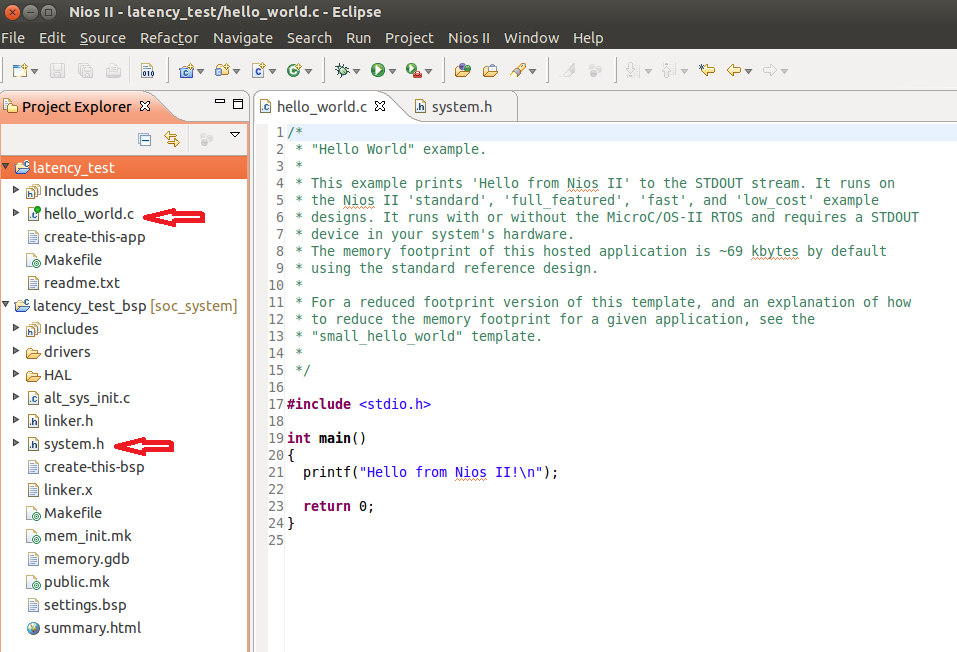 Nios II - latency_test/hello_world.c - Eclipse
File Edit Source Refactor Navigate Search Run Project Nios II Window Help
Project Explorer
hello_world.c
system.h
latency_test
Includes
hello_world.c
create-this-app
Makefile
readme.txt
latency_test_bsp [soc_system]
Includes
drivers
HAL
alt_sys_init.c
linker.h
system.h
create-this-bsp
linker.x
Makefile
mem_init.mk
memory.gdb
public.mk
settings.bsp
summary.html
1 /*
2  * "Hello World" example.
3  *
4  * This example prints 'Hello from Nios II' to the STDOUT stream. It runs on
5  * the Nios II 'standard', 'full_featured', 'fast', and 'low_cost' example
6  * designs. It runs with or without the MicroC/OS-II RTOS and requires a STDOUT
7  * device in your system's hardware.
8  * The memory footprint of this hosted application is ~69 kbytes by default
9  * using the standard reference design.
10  *
11  * For a reduced footprint version of this template, and an explanation of how
12  * to reduce the memory footprint for a given application, see the
13  * "small_hello_world" template.
14  *
15  */
16
17 #include <stdio.h>
18
19 int main()
20 {
21   printf("Hello from Nios II!\n");
22
23   return 0;
24 }
25